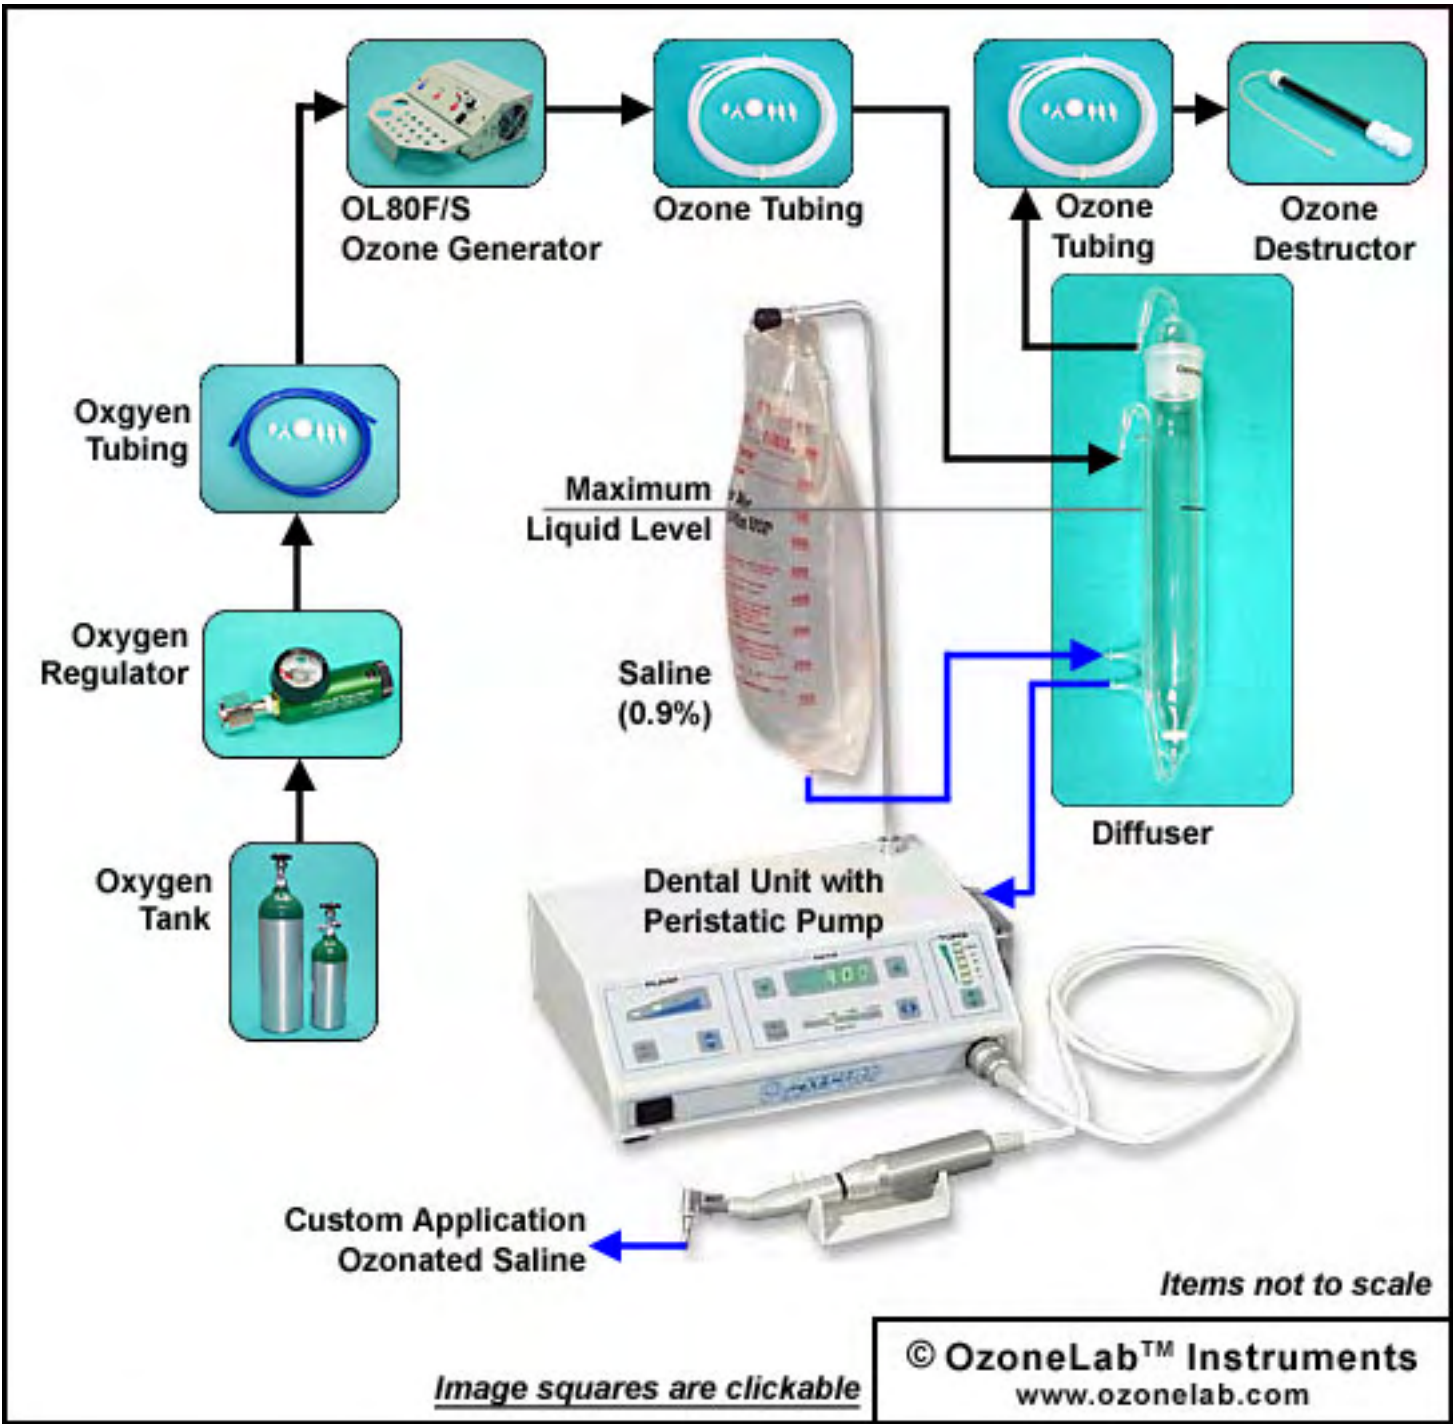 OL80F/S
Ozone Generator
Ozone Tubing
Ozone
Tubing
Ozone
Destructor
Oxgyen
Tubing
Maximum
Liquid Level
Oxygen
Regulator
Saline
(0.9%)
Diffuser
Oxygen
Tank
Dental Unit with
Peristatic Pump
Custom Application
Ozonated Saline
Items not to scale
© OzoneLab™ Instruments
www.ozonelab.com
Image squares are clickable